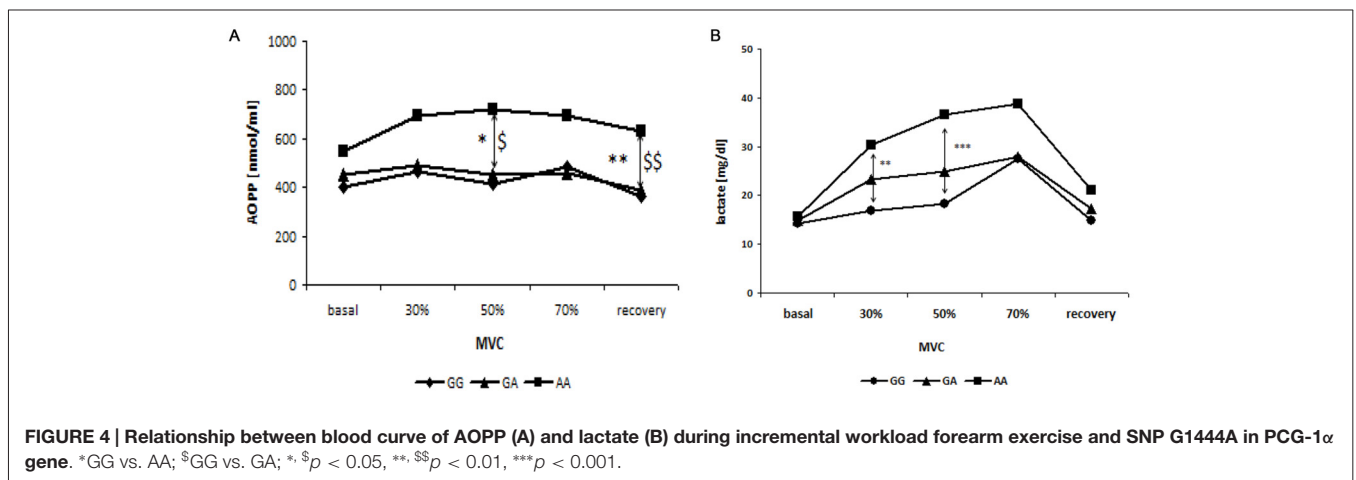 A
1000
800
600
400
200
0
AOPP [nmol/ml]
* $
** $$
basal 30% 50% 70% recovery
MVC
GG GA AA
B
50
40
30
20
10
0
lactate [mg/dl]
**
***
basal 30% 50% 70% recovery
MVC
GG GA AA
FIGURE 4 | Relationship between blood curve of AOPP (A) and lactate (B) during incremental workload forearm exercise and SNP G1444A in PCG-1α
gene. *GG vs. AA; $GG vs. GA; *, $p < 0.05, **, $$p < 0.01, ***p < 0.001.